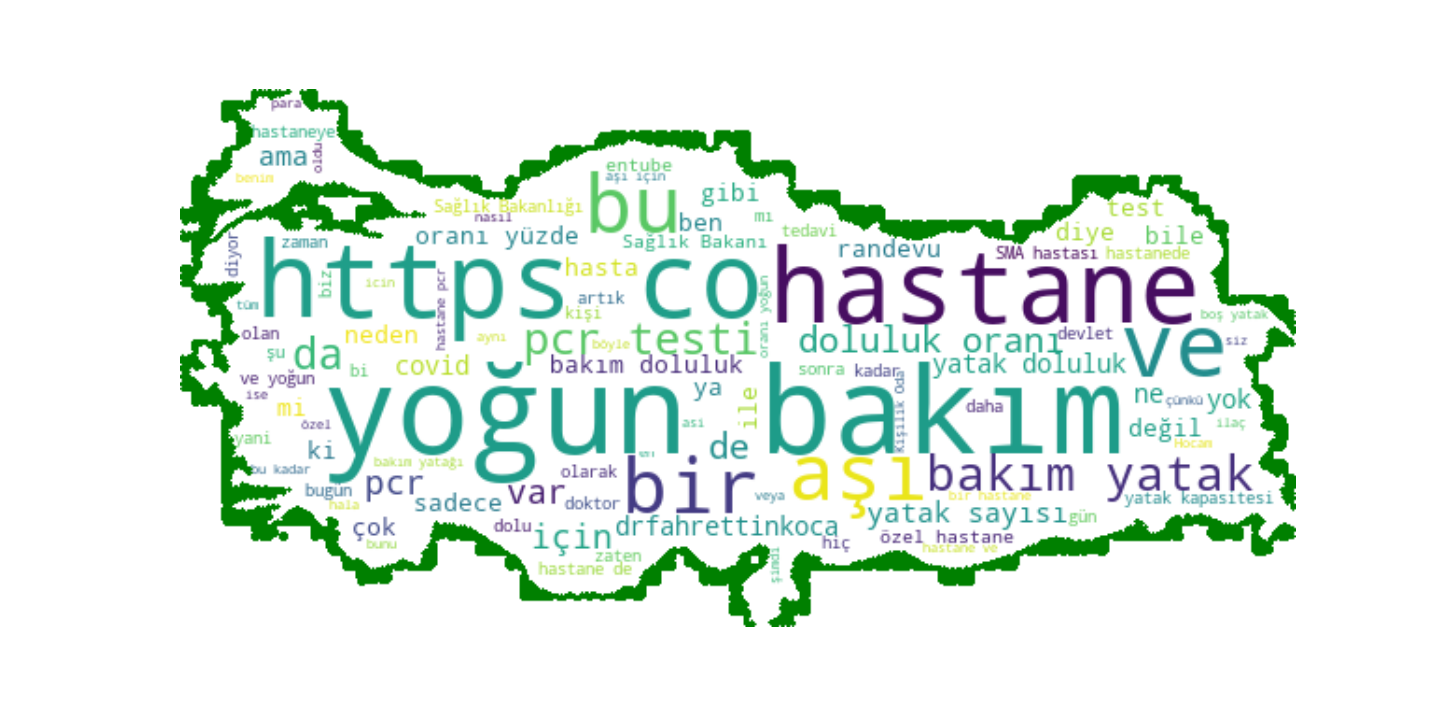 para
hastaneye
ama
oldu
benim
entube
aşı için
bu
gibi
Sağlık Bakanlığı
nasıl
ben
mı
test
oranı yüzde
Sağlık Bakanı
tedavi
diye
bile
diyor
zaman
randevu
SMA hastası
hastanede
https co
hastane
biz
icin
hastane pcr
hasta
artık
kişi
oranı yoğun
tüm
boş yatak
olan
neden
aynı
pcr testi
böyle
doluluk oranı
devlet
ve
siz
şu
da
bi
covid
bakım doluluk
sonra
kadar
yatak doluluk
ve yoğun
ise
mi
özel
yoğun bakım
ya
ile
asi
Kişilik Oda
daha
ne
çünkü
yok
yani
ki
de
değil
ilaç
Hocam
bu kadar
bakım yatağı
olarak
bir
aşı
bakım yatak
bugün
hala
pcr
sadece
var
doktor
veya
bir hastane
yatak kapasitesi
çok
bunu
dolu
için
drfahrettinkoca
yatak sayısı
gün
zaten
hiç
özel hastane
hastane ve
hastane de
şimdi